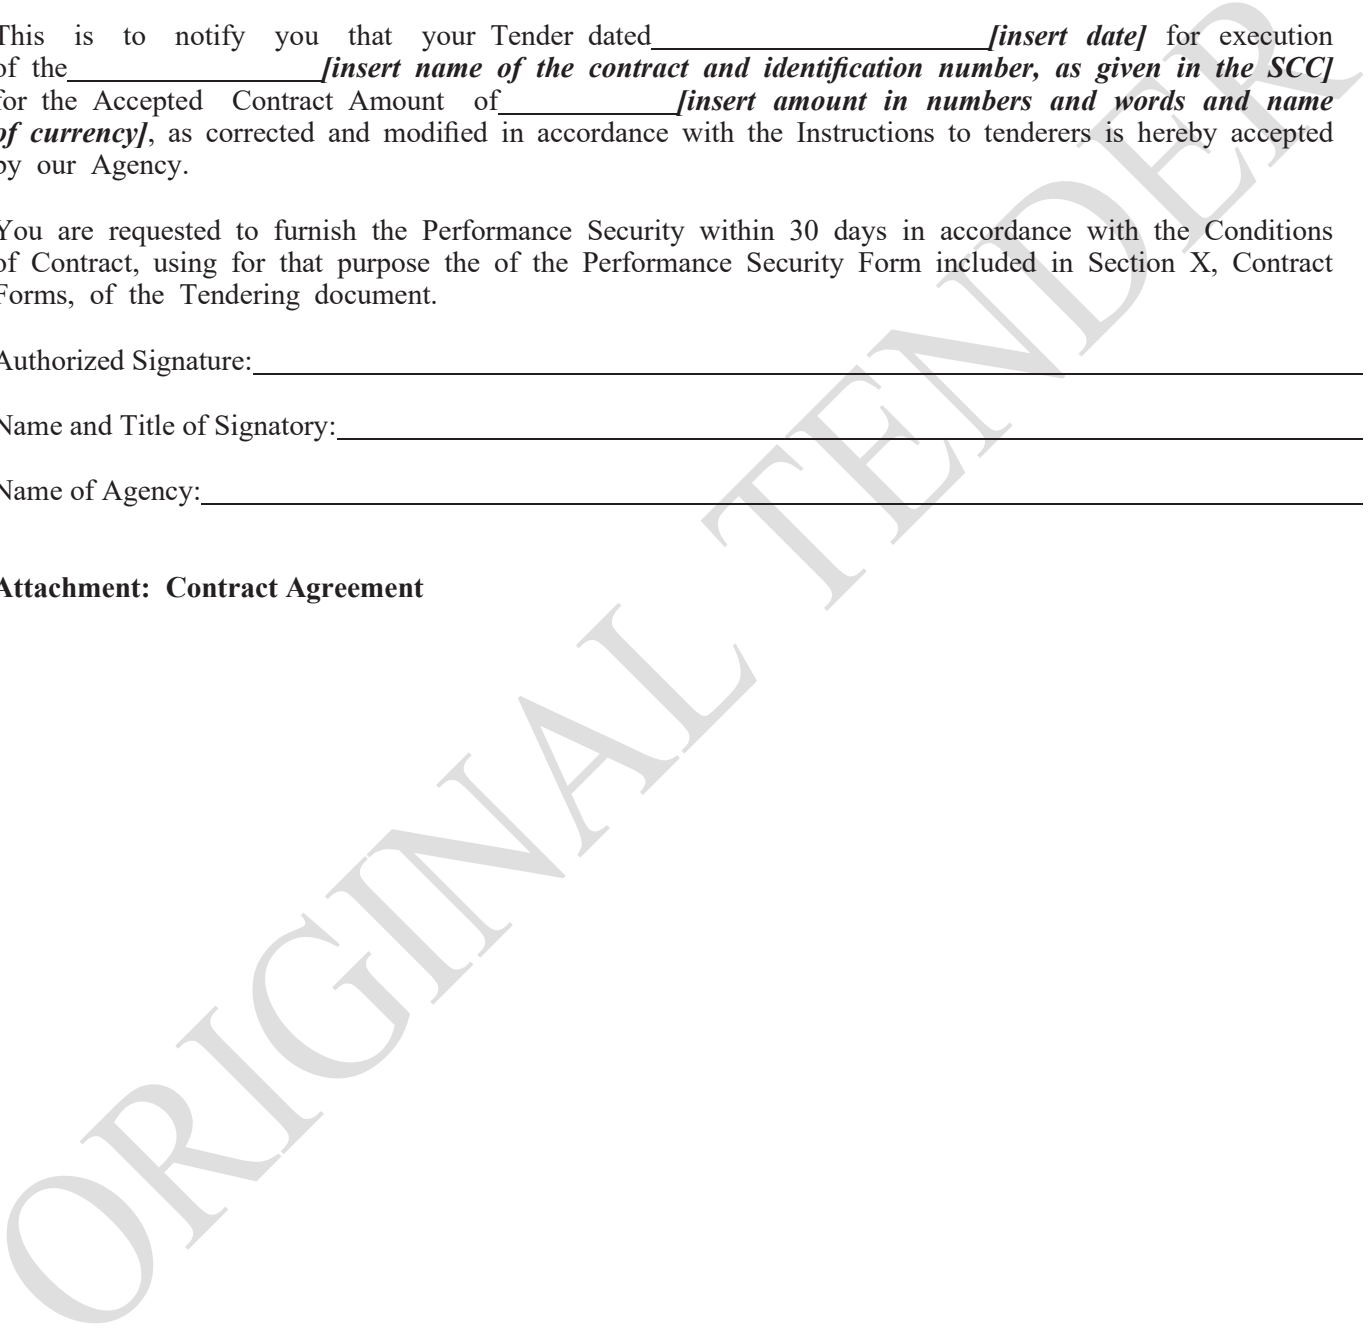 This is to notify you that your Tender dated____________________[insert date] for execution
of the________________[insert name of the contract and identification number, as given in the SCC]
for the Accepted Contract Amount of___________[insert amount in numbers and words and name
of currency], as corrected and modified in accordance with the Instructions to tenderers is hereby accepted
by our Agency.
You are requested to furnish the Performance Security within 30 days in accordance with the Conditions
of Contract, using for that purpose the of the Performance Security Form included in Section X, Contract
Forms, of the Tendering document.
Authorized Signature:
Name and Title of Signatory:
Name of Agency:
Attachment: Contract Agreement
ORIGINAL TENDER